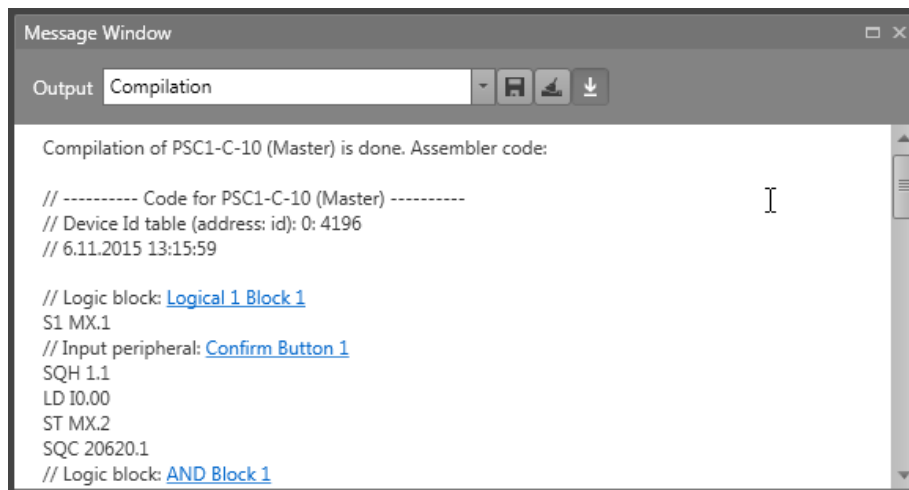 Message Window
Output Compilation
Compilation of PSC1-C-10 (Master) is done. Assembler code:
// ---------- Code for PSC1-C-10 (Master) ----------
// Device Id table (address: id): 0: 4196
// 6.11.2015 13:15:59
// Logic block: Logical 1 Block 1
S1 MX.1
// Input peripheral: Confirm Button 1
SQH 1.1
LD I0.00
ST MX.2
SQC 20620.1
// Logic block: AND Block 1